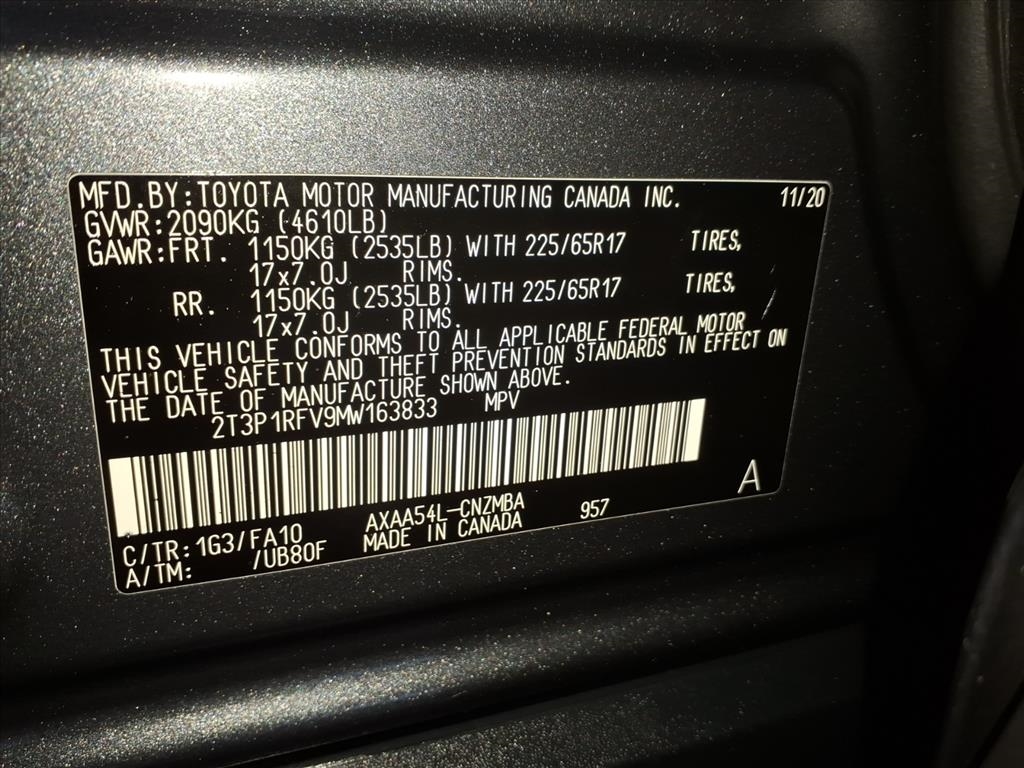 MFD.BY:TOYOTA MOTOR MANUFACTURING CANADA INC. 11/20
GVWR:2090KG (4610LB)
GAWR:FRT. 1150KG (2535LB) WITH 225/65R17 TIRES,
17x7.0J RIMS.
RR. 1150KG (2535LB) WITH 225/65R17 TIRES,
17x7.0J RIMS.
THIS VEHICLE CONFORMS TO ALL APPLICABLE FEDERAL MOTOR
VEHICLE SAFETY AND THEFT PREVENTION STANDARDS IN EFFECT ON
THE DATE OF MANUFACTURE SHOWN ABOVE.
2T3P1RFV9MW163833 MPV
A
C/TR:1G3/FA10 AXAA54L-CNZMBA 957
A/TM: /UB80F MADE IN CANADA